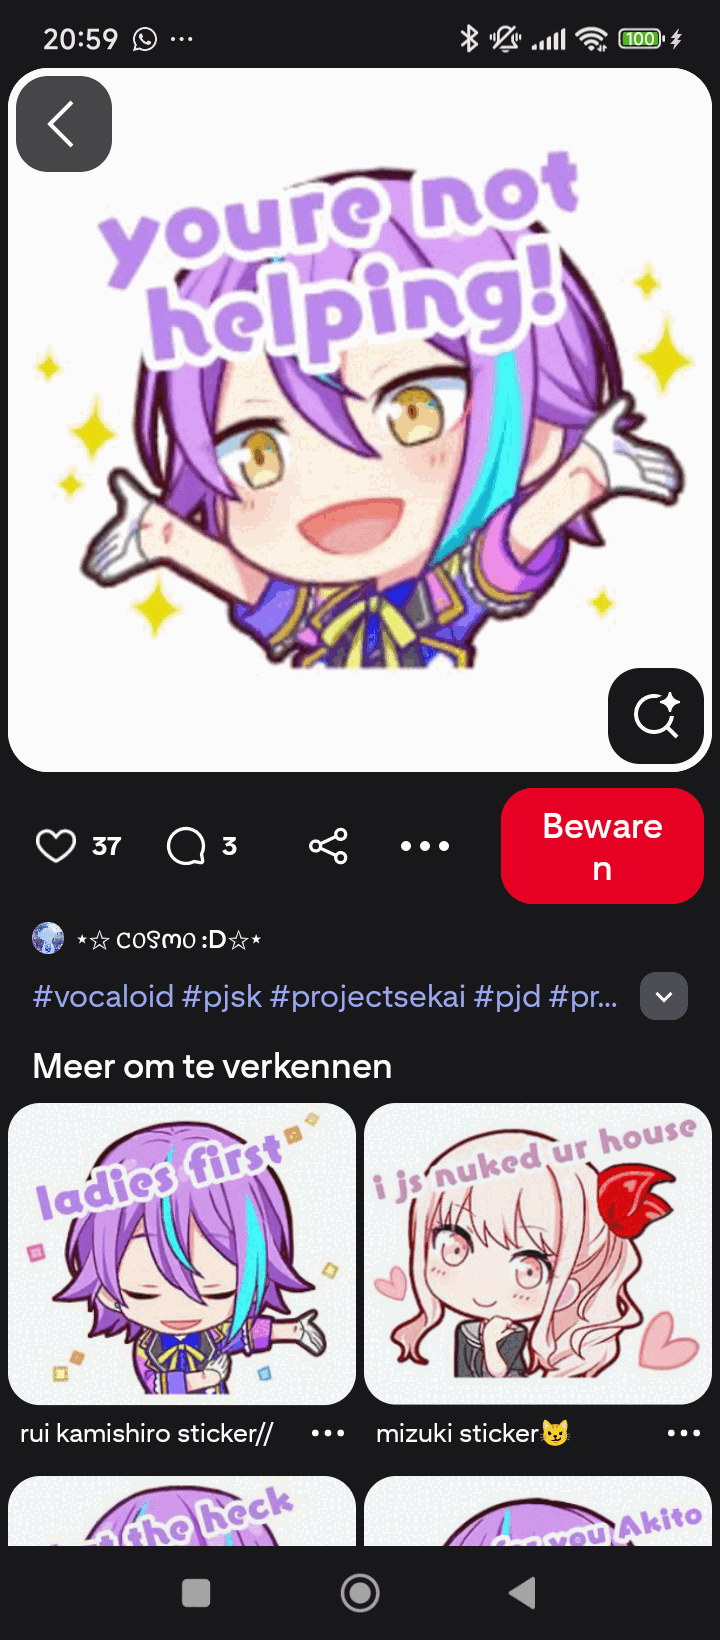 20:59
100
youre not
helping!
37
3
Beware
n
⋆☆ cosmo :D☆⋆
#vocaloid #pjsk #projectsekai #pjd #pr...
Meer om te verkennen
ladies first
i js nuked ur house
rui kamishiro sticker//
mizuki sticker😼
the heck
you Akito